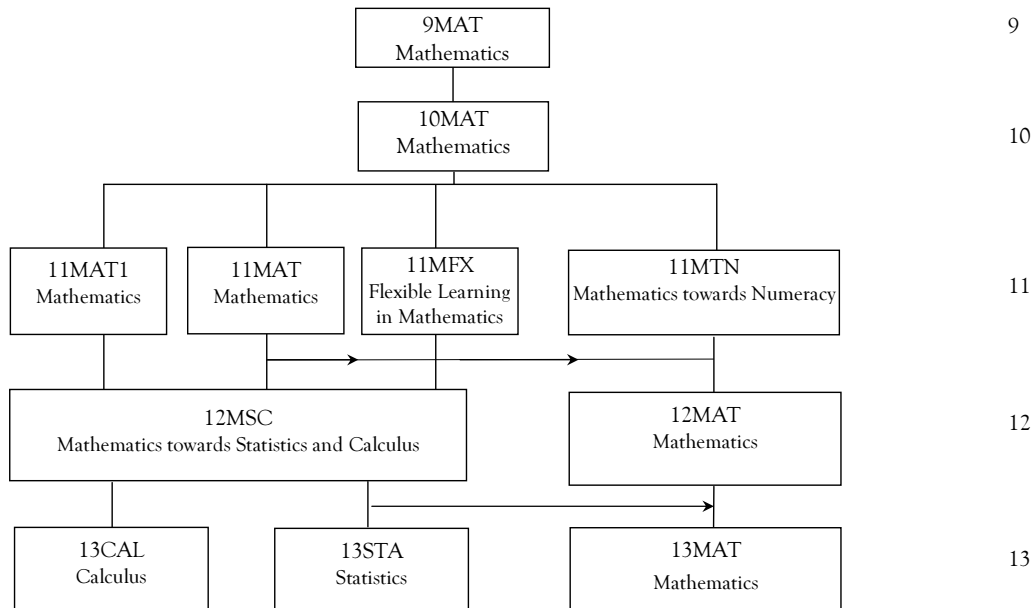 9MAT
Mathematics
9
10MAT
Mathematics
10
11MAT1
Mathematics
11MAT
Mathematics
11MFX
Flexible Learning
in Mathematics
11MTN
Mathematics towards Numeracy
11
12MSC
Mathematics towards Statistics and Calculus
12MAT
Mathematics
12
13CAL
Calculus
13STA
Statistics
13MAT
Mathematics
13